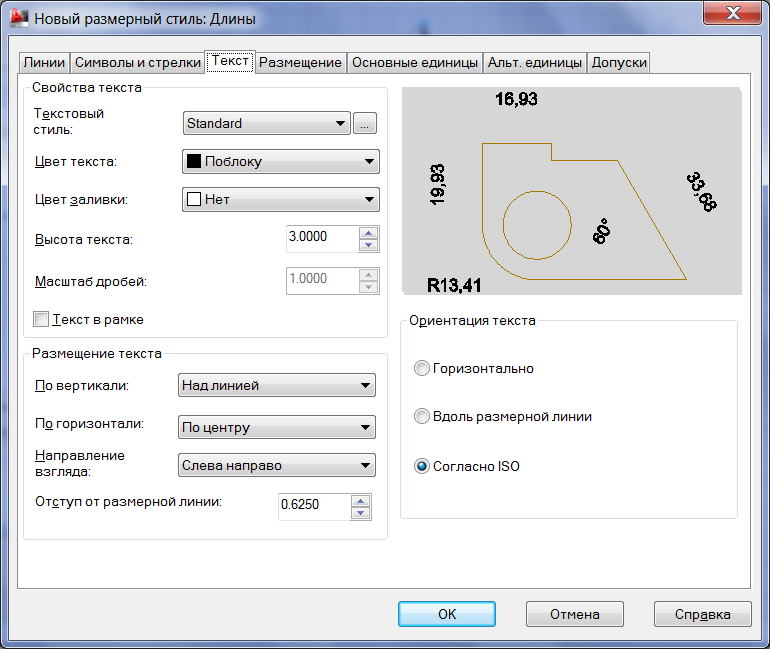 Новый размерный стиль: Длины
Линии Символы и стрелки Текст Размещение Основные единицы Альт. единицы Допуски
Свойства текста
Текстовый
стиль:
Standard
...
Цвет текста:
Поблоку
Цвет заливки:
Нет
Высота текста:
3.0000
Масштаб дробей:
1.0000
Текст в рамке
Размещение текста
По вертикали:
Над линией
По горизонтали:
По центру
Направление
взгляда:
Слева направо
Отступ от размерной линии:
0.6250
16,93
19,93
33,68
60°
R13,41
Ориентация текста
Горизонтально
Вдоль размерной линии
Согласно ISO
OK
Отмена
Справка